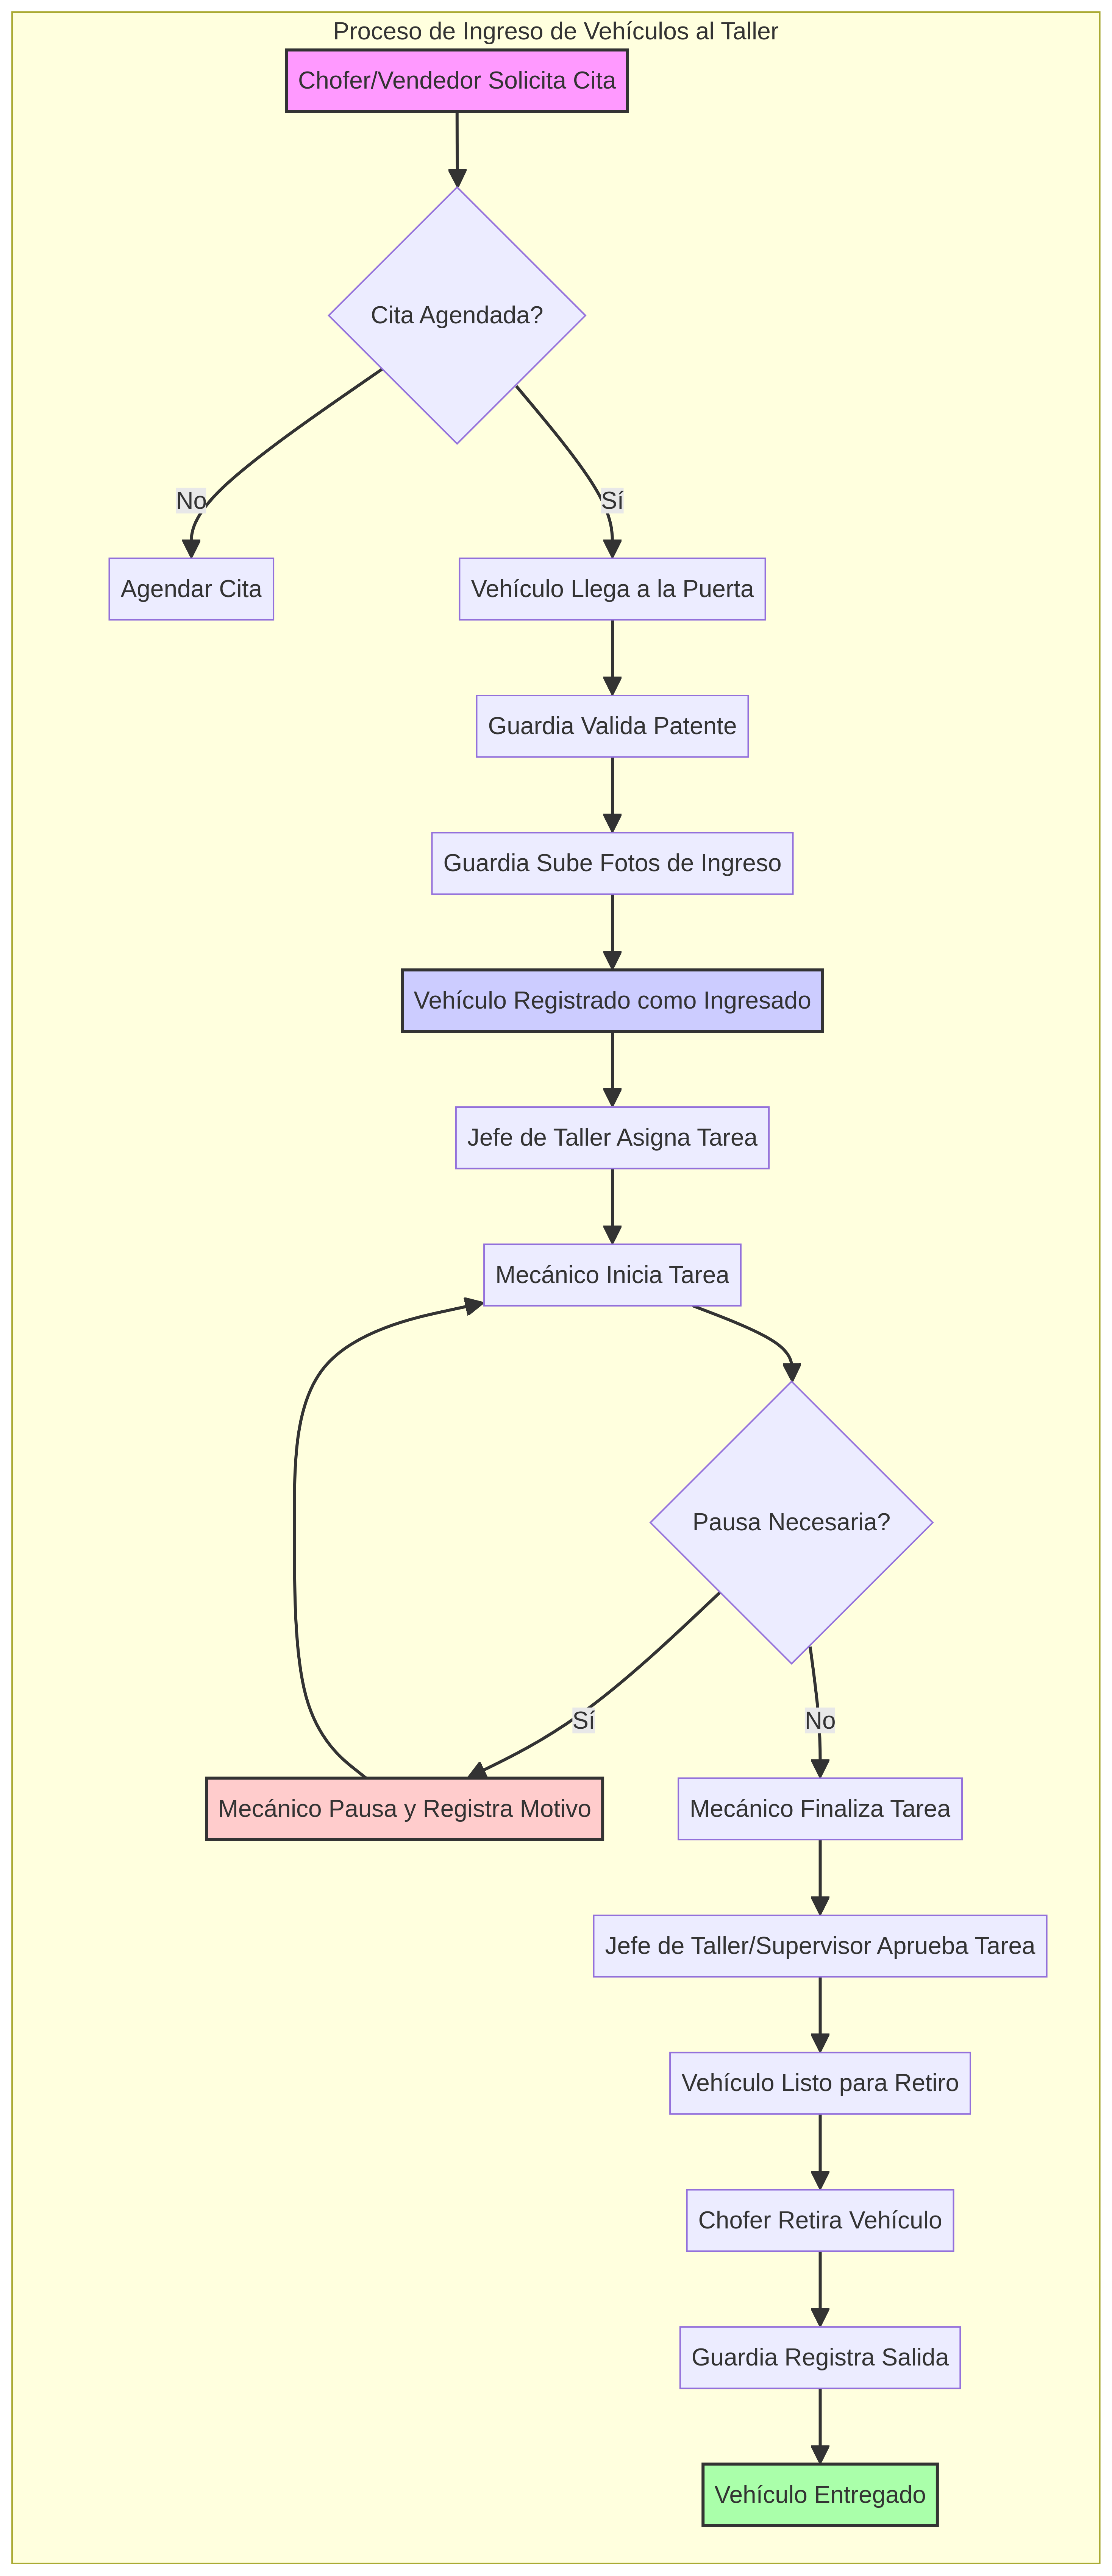 Proceso de Ingreso de Vehículos al Taller
Chofer/Vendedor Solicita Cita
Cita Agendada?
No
Sí
Agendar Cita
Vehículo Llega a la Puerta
Guardia Valida Patente
Guardia Sube Fotos de Ingreso
Vehículo Registrado como Ingresado
Jefe de Taller Asigna Tarea
Mecánico Inicia Tarea
Pausa Necesaria?
Sí
No
Mecánico Pausa y Registra Motivo
Mecánico Finaliza Tarea
Jefe de Taller/Supervisor Aprueba Tarea
Vehículo Listo para Retiro
Chofer Retira Vehículo
Guardia Registra Salida
Vehículo Entregado